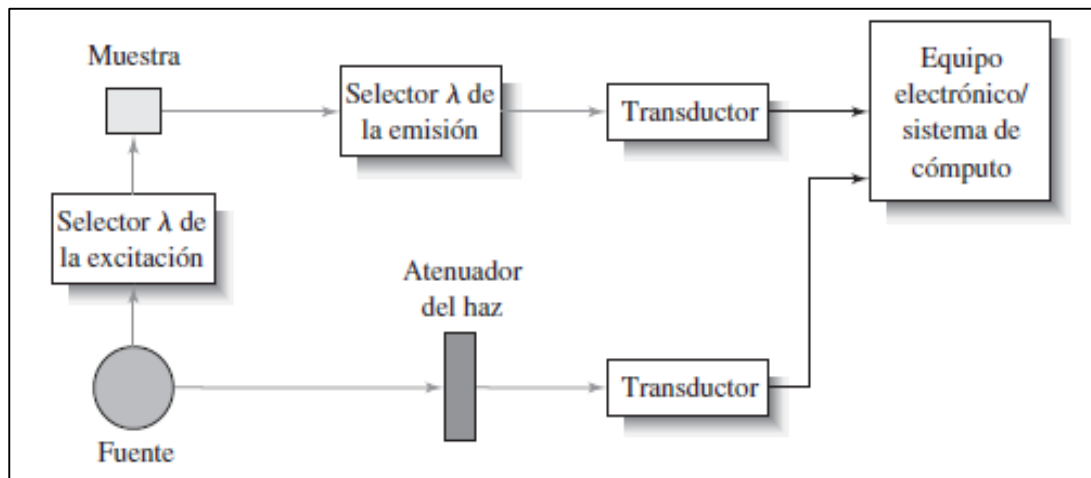 Muestra
Selector λ de
la emisión
Transductor
Equipo
electrónico/
sistema de
cómputo
Selector λ de
la excitación
Atenuador
del haz
Transductor
Fuente